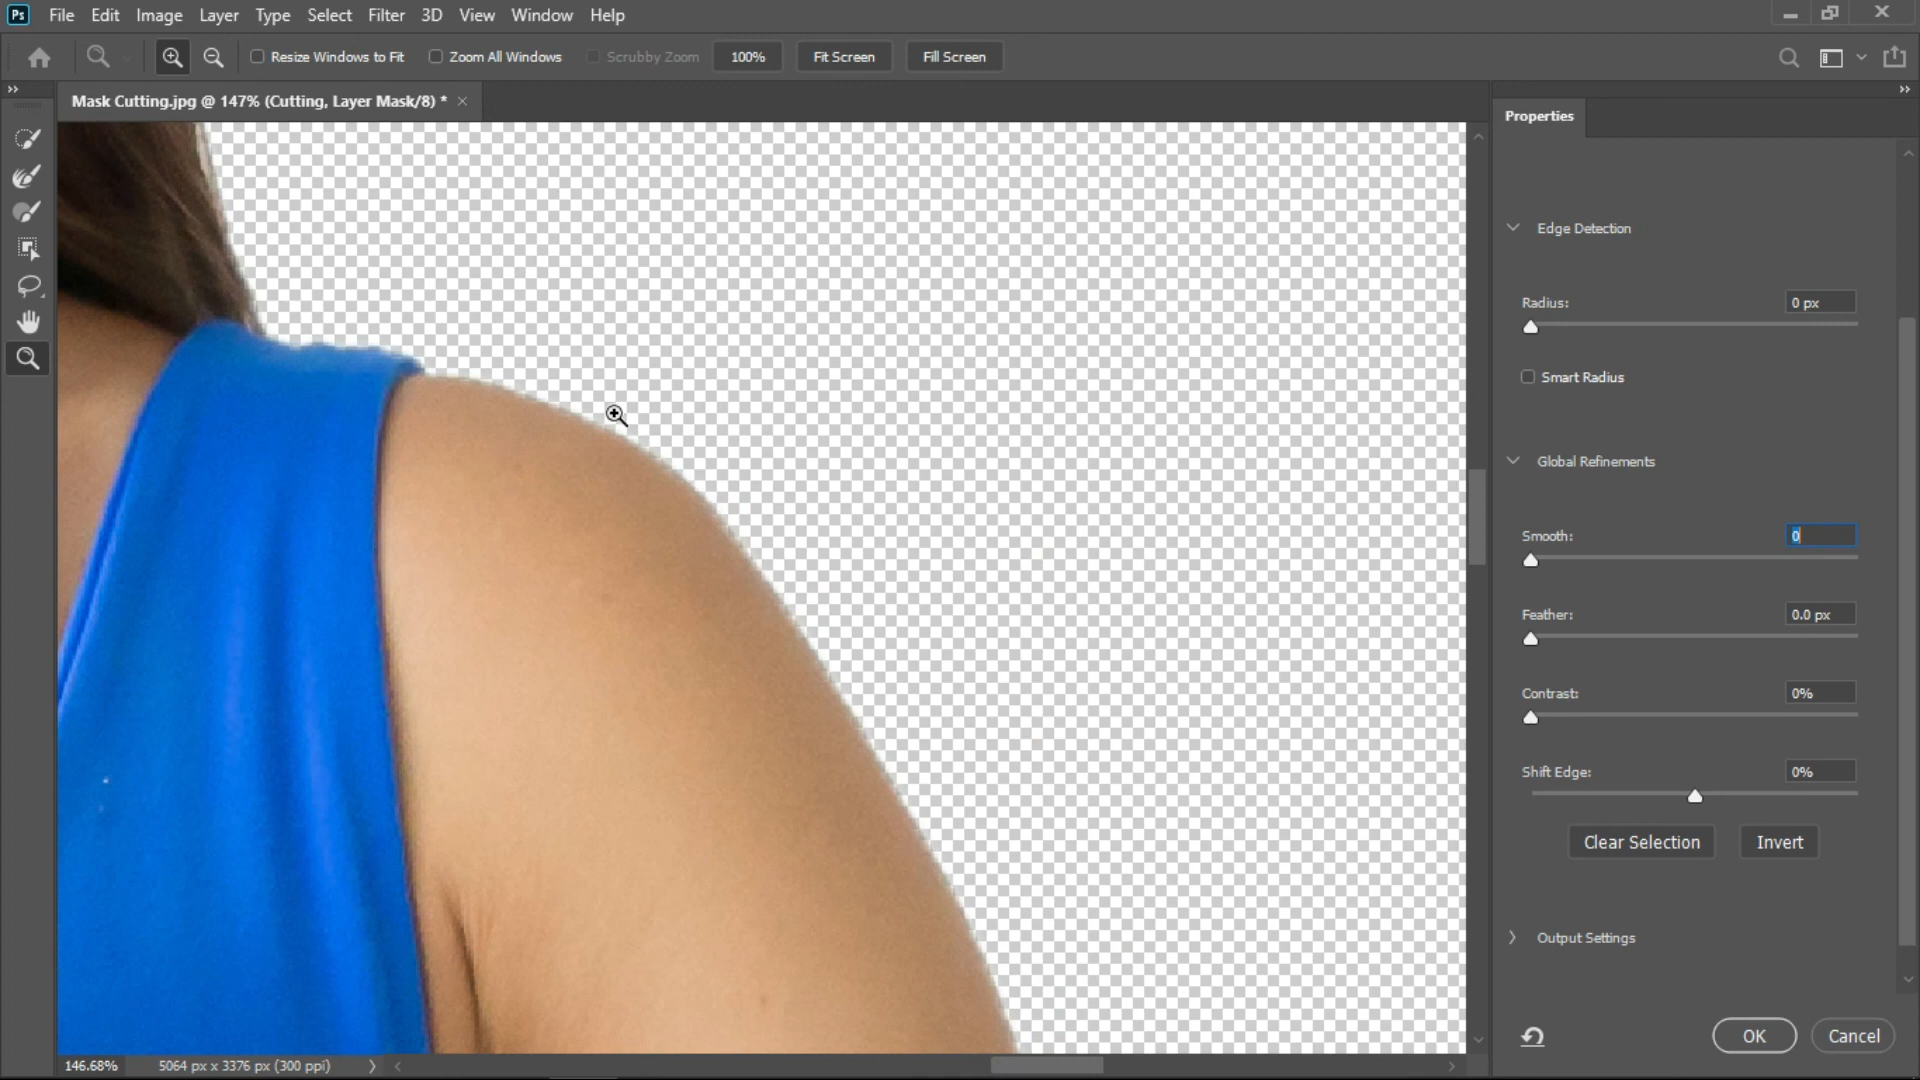 Ps File Edit Image Layer Type Select Filter 3D View Window Help
Resize Windows to Fit Zoom All Windows Scrubby Zoom 100% Fit Screen Fill Screen
Mask Cutting.jpg @ 147% (Cutting, Layer Mask/8) *
Properties
Edge Detection
Radius: 0 px
Smart Radius
Global Refinements
Smooth: 0
Feather: 0.0 px
Contrast: 0%
Shift Edge: 0%
Clear Selection Invert
Output Settings
OK Cancel
146.68% 5064 px x 3376 px (300 ppi)